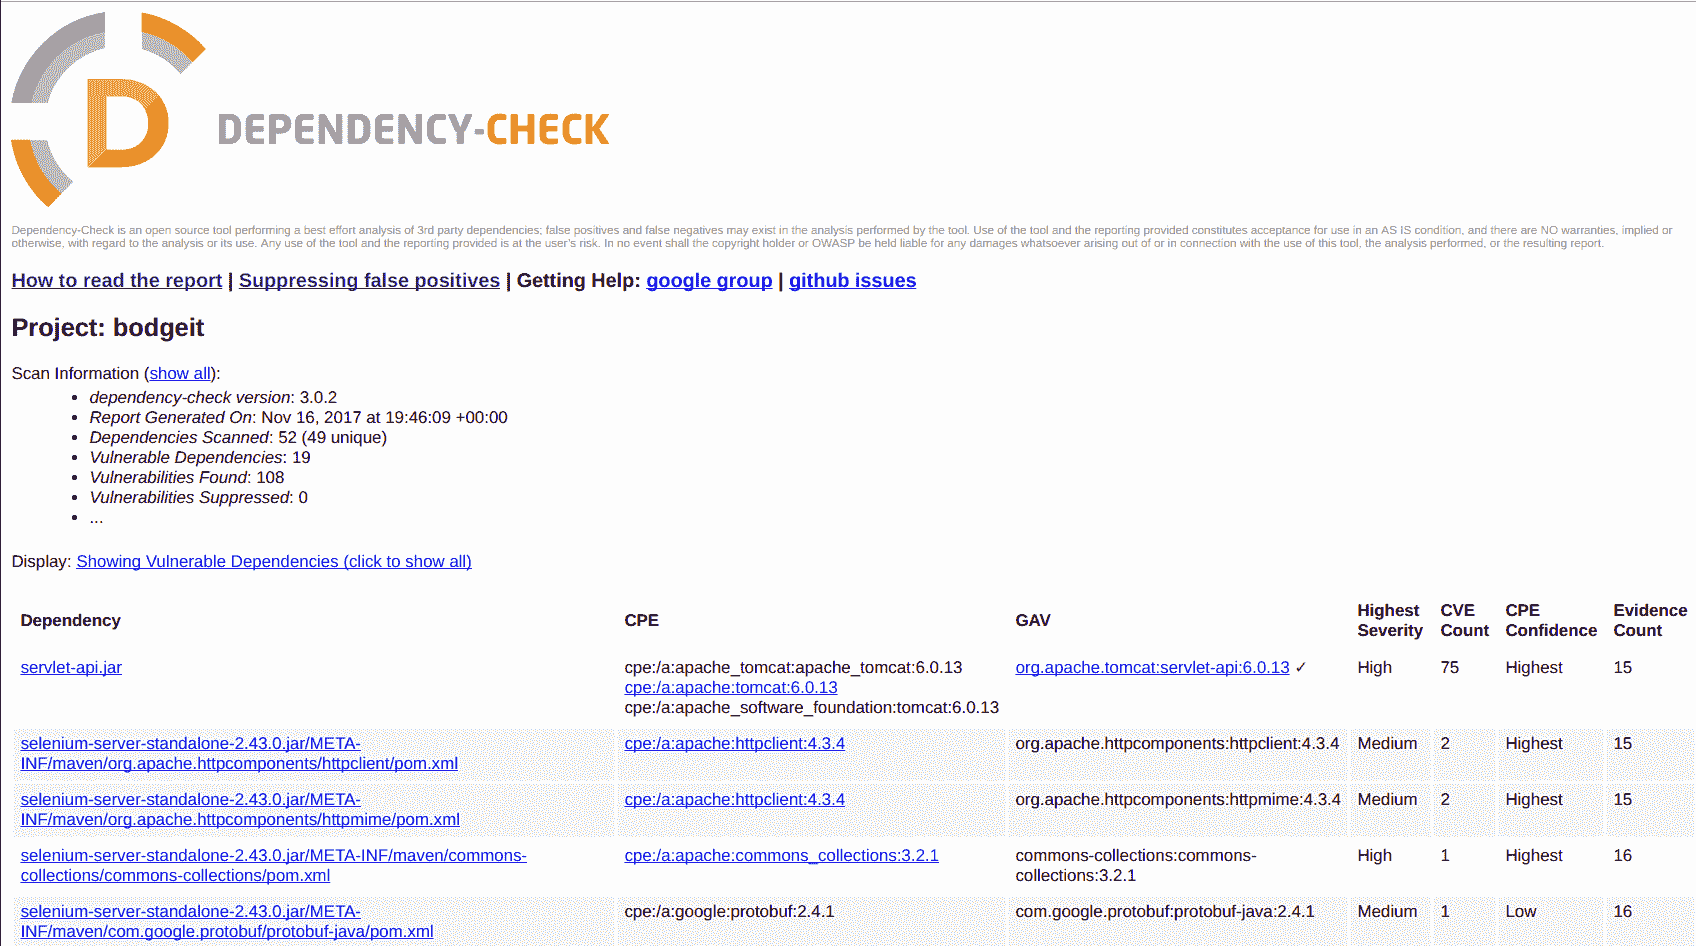 D
DEPENDENCY-CHECK
Dependency-Check is an open source tool performing a best effort analysis of 3rd party dependencies; false positives and false negatives may exist in the analysis performed by the tool. Use of the tool and the reporting provided constitutes acceptance for use in an AS IS condition, and there are NO warranties, implied or
otherwise, with regard to the analysis or its use. Any use of the tool and the reporting provided is at the user's risk. In no event shall the copyright holder or OWASP be held liable for any damages whatsoever arising out of or in connection with the use of this tool, the analysis performed, or the resulting report.
How to read the report | Suppressing false positives | Getting Help: google group | github issues
Project: bodgeit
Scan Information (show all):
• dependency-check version: 3.0.2
• Report Generated On: Nov 16, 2017 at 19:46:09 +00:00
• Dependencies Scanned: 52 (49 unique)
• Vulnerable Dependencies: 19
• Vulnerabilities Found: 108
• Vulnerabilities Suppressed: 0
• ...
Display: Showing Vulnerable Dependencies (click to show all)
Dependency CPE GAV Highest Severity CVE Count CPE Confidence Evidence Count
servlet-api.jar cpe:/a:apache_tomcat:apache_tomcat:6.0.13 org.apache.tomcat:servlet-api:6.0.13 ✓ High 75 Highest 15
cpe:/a:apache:tomcat:6.0.13
cpe:/a:apache_software_foundation:tomcat:6.0.13
selenium-server-standalone-2.43.0.jar/META- cpe:/a:apache:httpclient:4.3.4 org.apache.httpcomponents:httpclient:4.3.4 Medium 2 Highest 15
INF/maven/org.apache.httpcomponents/httpclient/pom.xml
selenium-server-standalone-2.43.0.jar/META- cpe:/a:apache:httpclient:4.3.4 org.apache.httpcomponents:httpmime:4.3.4 Medium 2 Highest 15
INF/maven/org.apache.httpcomponents/httpmime/pom.xml
selenium-server-standalone-2.43.0.jar/META-INF/maven/commons- cpe:/a:apache:commons_collections:3.2.1 commons-collections:commons- High 1 Highest 16
collections/commons-collections/pom.xml collections:3.2.1
selenium-server-standalone-2.43.0.jar/META- cpe:/a:google:protobuf:2.4.1 com.google.protobuf:protobuf-java:2.4.1 Medium 1 Low 16
INF/maven/com.google.protobuf/protobuf-java/pom.xml